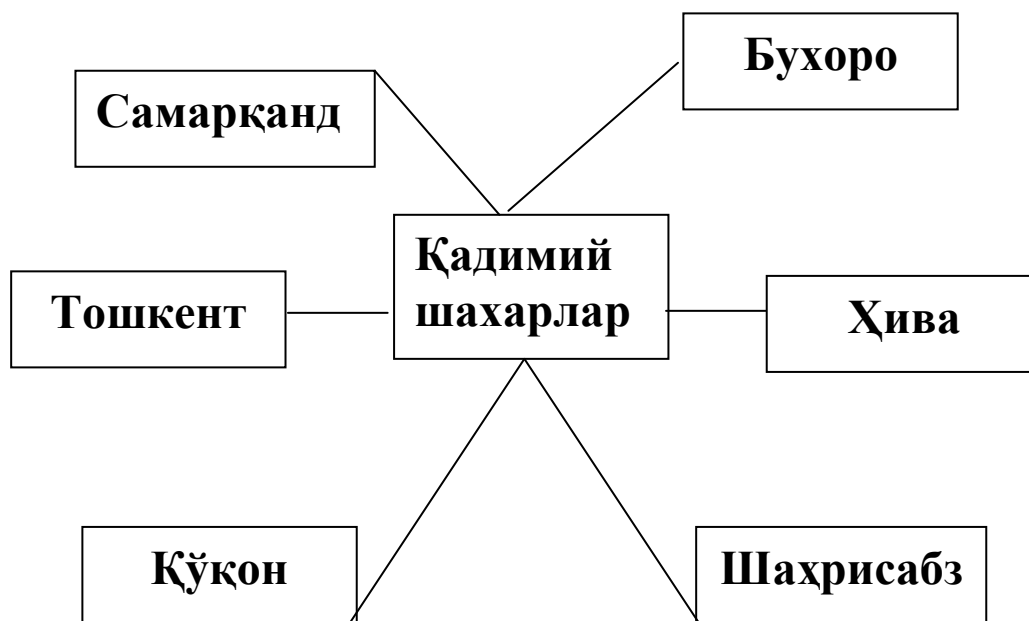 Бухоро
Самарқанд
Қадимий
шахарлар
Тошкент
Ҳива
Қўқон
Шаҳрисабз